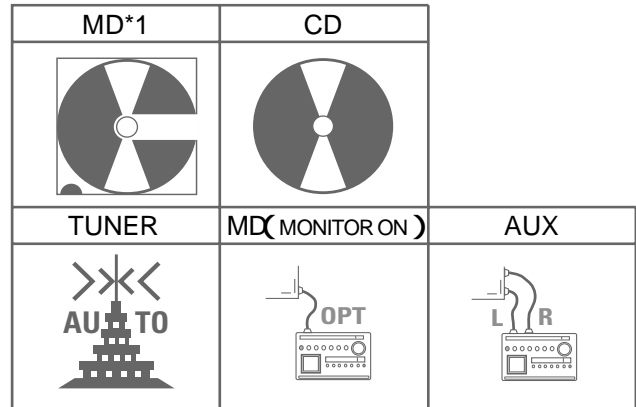 MD*1 CD
TUNER MD( MONITOR ON ) AUX
AUTO OPT L R